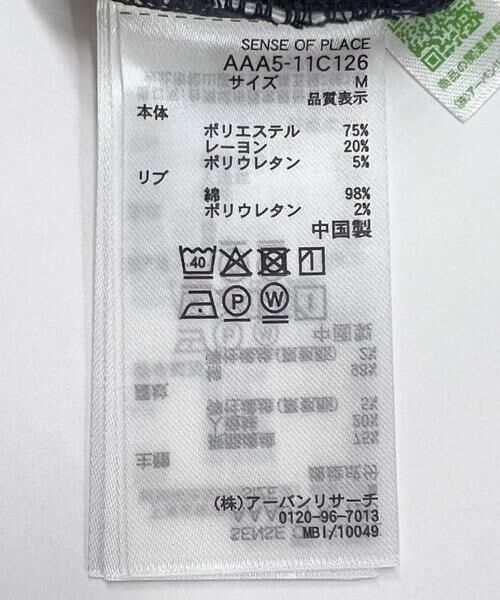 SENSE OF PLACE
AAA5-11C126
サイズ M
品質表示
本体
ポリエステル 75%
レーヨン 20%
ポリウレタン 5%
リブ
綿 98%
ポリウレタン 2%
中国製
40
P
W
(株)アーバンリサーチ
0120-96-7013
MBI/10049